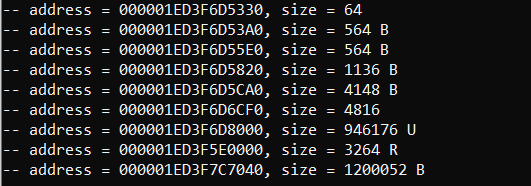 -- address = 000001ED3F6D5330, size = 64
-- address = 000001ED3F6D53A0, size = 564 B
-- address = 000001ED3F6D55E0, size = 564 B
-- address = 000001ED3F6D5820, size = 1136 B
-- address = 000001ED3F6D5CA0, size = 4148 B
-- address = 000001ED3F6D6CF0, size = 4816
-- address = 000001ED3F6D8000, size = 946176 U
-- address = 000001ED3F5E0000, size = 3264 R
-- address = 000001ED3F7C7040, size = 1200052 B